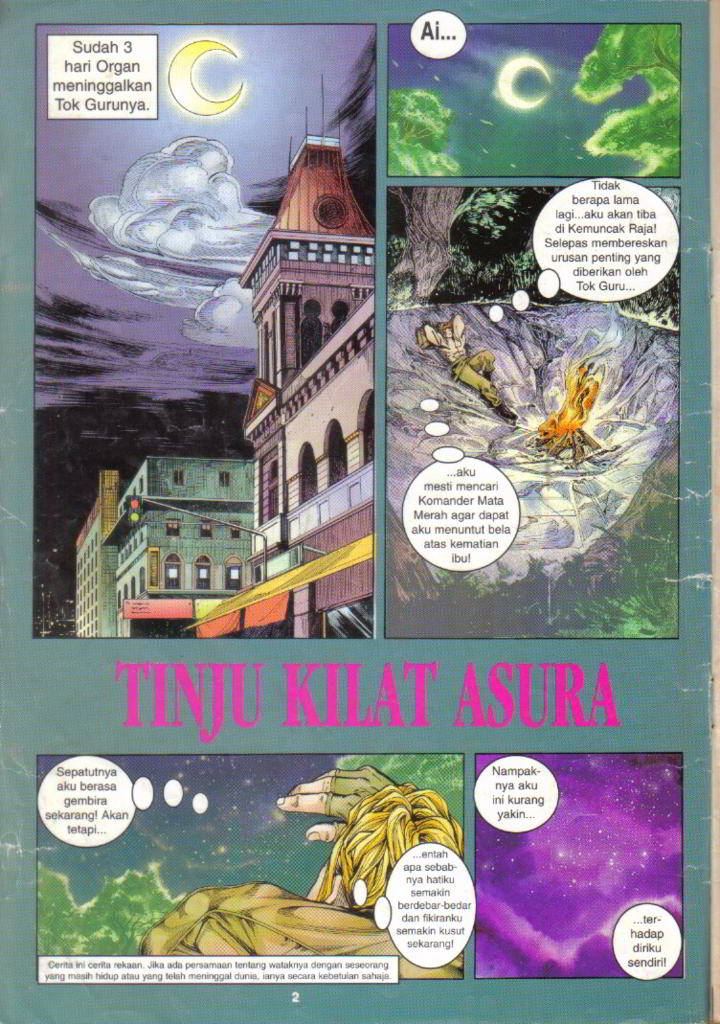 Sudah 3
hari Organ
meninggalkan
Tok Gurunya.
Ai...
Tidak
berapa lama
lagi...aku akan tiba
di Kemuncak Raja!
Selepas membereskan
urusan penting yang
diberikan oleh
Tok Guru...
...aku
mesti mencari
Komander Mata
Merah agar dapat
aku menuntut bela
atas kematian
ibu!
TINJU KILAT ASURA
Sepatutnya
aku berasa
gembira
sekarang! Akan
tetapi...
...entah
apa sebab-
nya hatiku
semakin
berdebar-bedar
dan fikiranku
semakin kusut
sekarang!
Nampak-
nya aku
ini kurang
yakin...
...ter-
hadap
diriku
sendiri!
Cerita ini cerita rekaan. Jika ada persamaan tentang wataknya dengan seseorang
yang masih hidup atau yang telah meninggal dunia, ianya secara kebetulan sahaja.
2